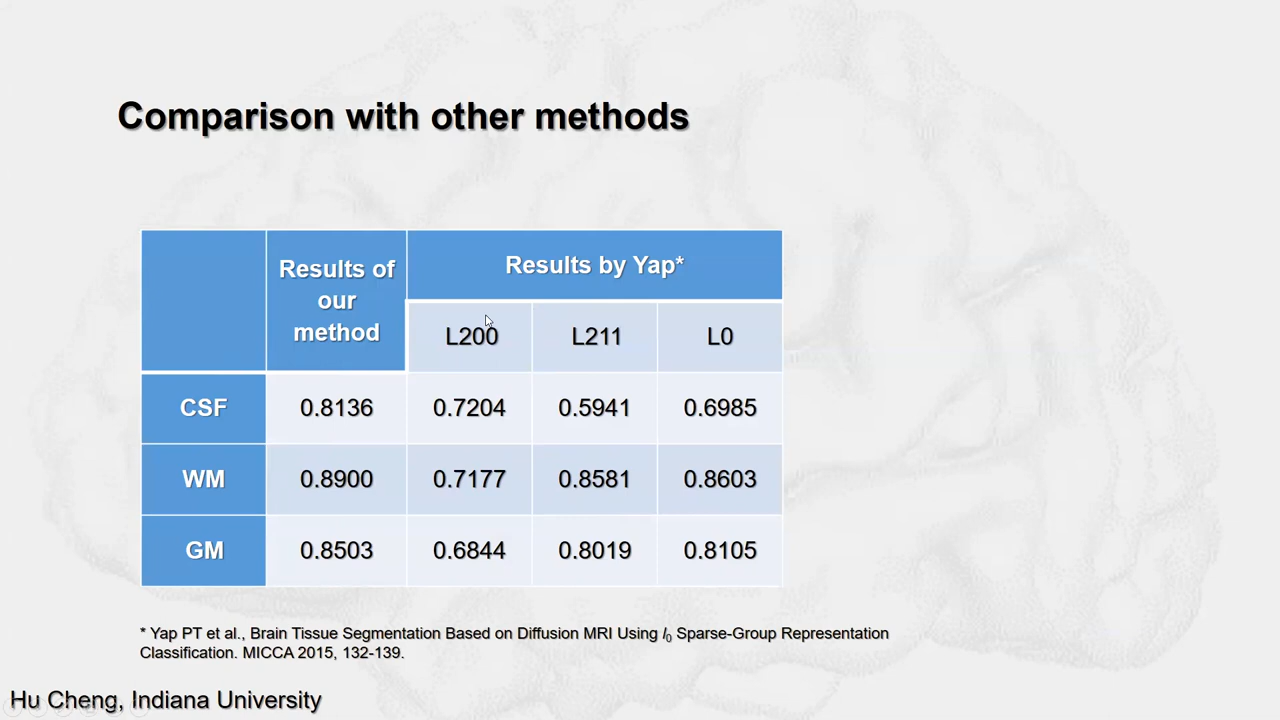 Comparison with other methods
Results of
our
method
Results by Yap*
L200 L211 L0
CSF 0.8136 0.7204 0.5941 0.6985
WM 0.8900 0.7177 0.8581 0.8603
GM 0.8503 0.6844 0.8019 0.8105
* Yap PT et al., Brain Tissue Segmentation Based on Diffusion MRI Using l0 Sparse-Group Representation
Classification. MICCA 2015, 132-139.
Hu Cheng, Indiana University